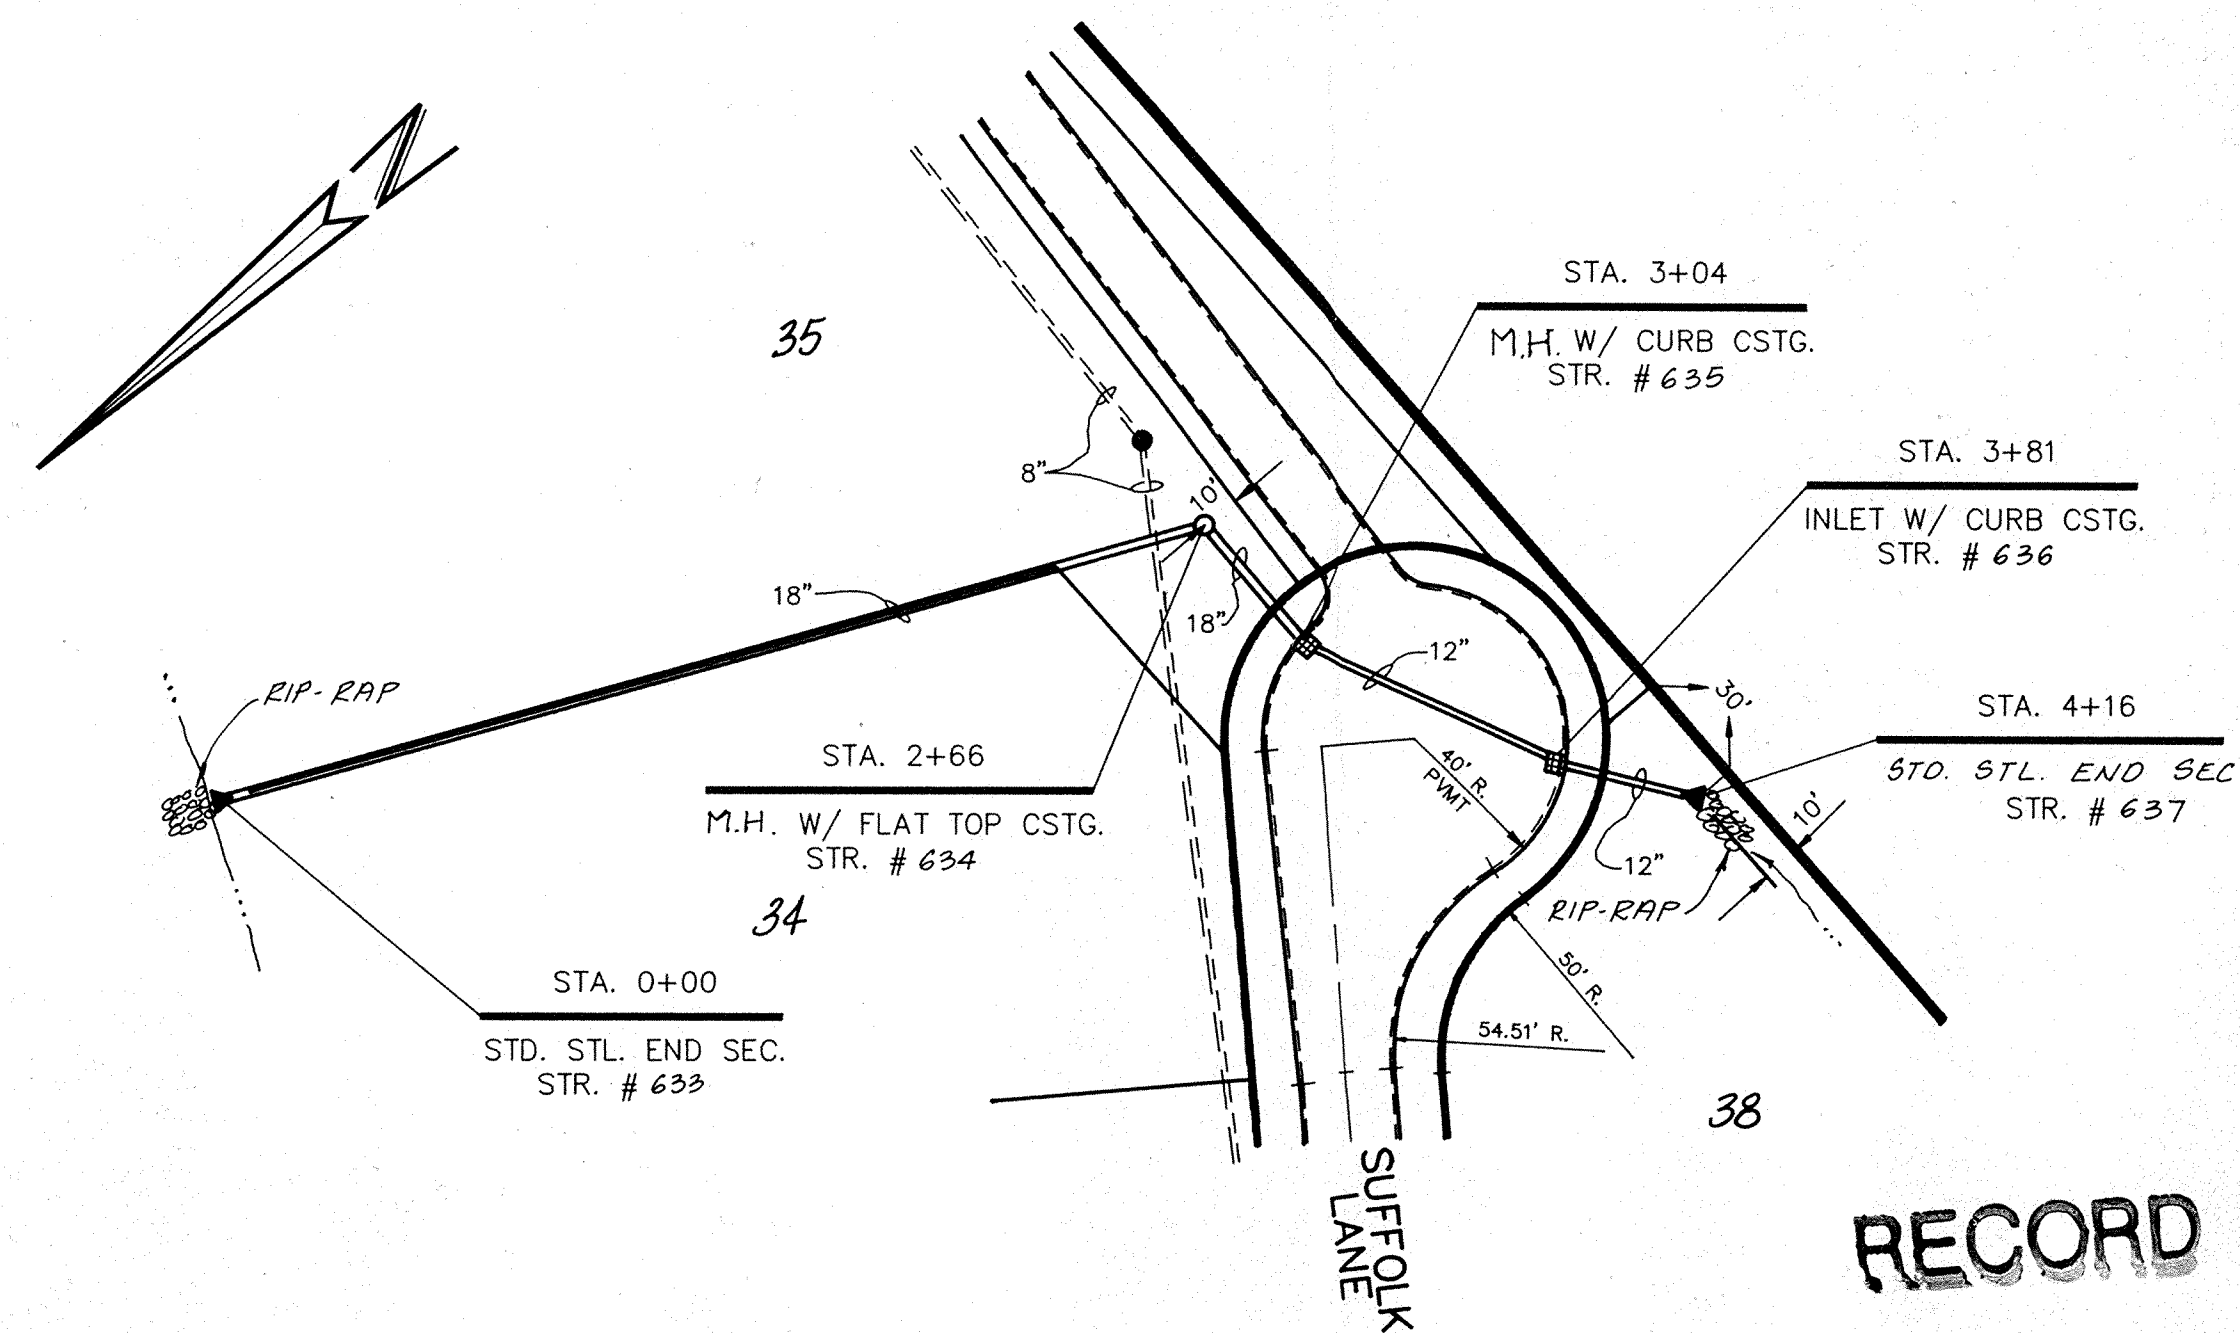 N
35
STA. 3+04
M.H. W/ CURB CSTG.
STR. # 635
STA. 3+81
INLET W/ CURB CSTG.
STR. # 636
8"
10'
18"
18"
12"
RIP-RAP
30'
STA. 4+16
STD. STL. END SEC
STR. # 637
STA. 2+66
M.H. W/ FLAT TOP CSTG.
STR. # 634
40' R.
PVMT
10'
12"
RIP-RAP
34
50' R.
STA. 0+00
STD. STL. END SEC.
STR. # 633
54.51' R.
38
SUFFOLK
LANE
RECORD